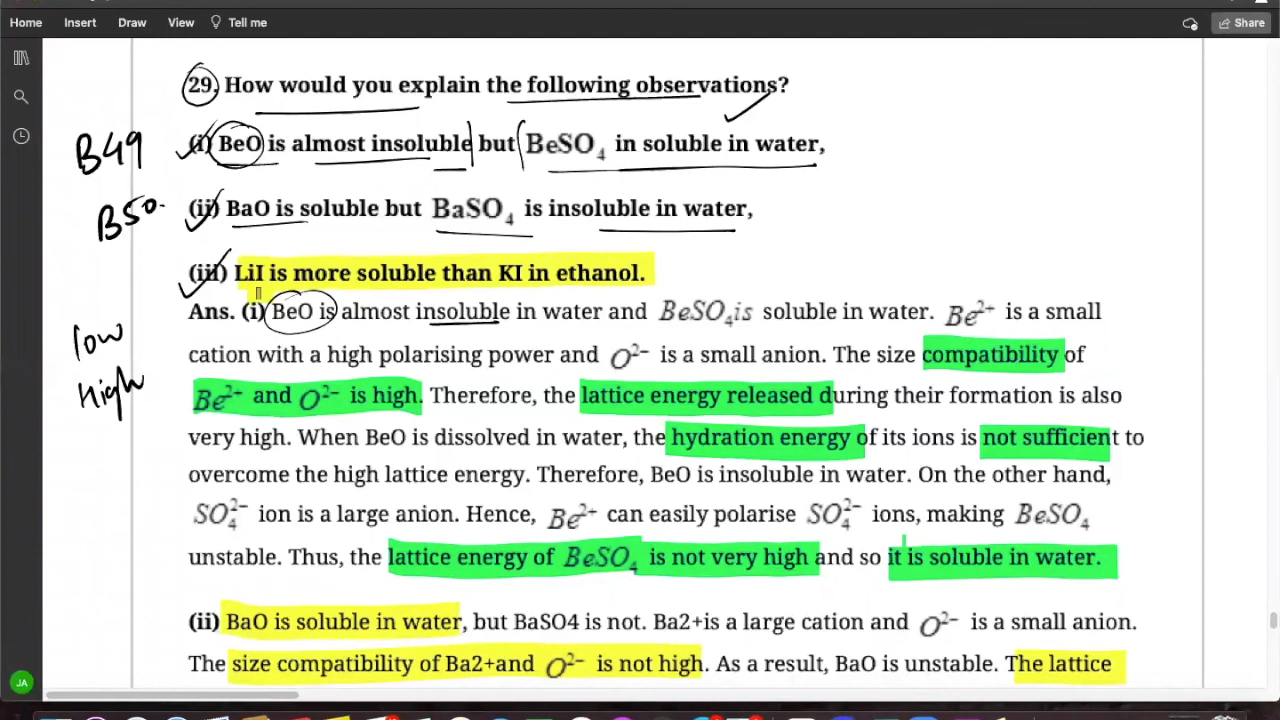 Home Insert Draw View Tell me Share
29. How would you explain the following observations?
B49
(i) BeO is almost insoluble but BeSO₄ in soluble in water,
B50.
(ii) BaO is soluble but BaSO₄ is insoluble in water,
(iii) LiI is more soluble than KI in ethanol.
Ans. (i) BeO is almost insoluble in water and BeSO₄is soluble in water. Be²⁺ is a small
low
cation with a high polarising power and O²⁻ is a small anion. The size compatibility of
High
Be²⁺ and O²⁻ is high. Therefore, the lattice energy released during their formation is also
very high. When BeO is dissolved in water, the hydration energy of its ions is not sufficient to
overcome the high lattice energy. Therefore, BeO is insoluble in water. On the other hand,
SO₄²⁻ ion is a large anion. Hence, Be²⁺ can easily polarise SO₄²⁻ ions, making BeSO₄
unstable. Thus, the lattice energy of BeSO₄ is not very high and so it is soluble in water.
(ii) BaO is soluble in water, but BaSO4 is not. Ba2+is a large cation and O²⁻ is a small anion.
The size compatibility of Ba2+and O²⁻ is not high. As a result, BaO is unstable. The lattice
JA